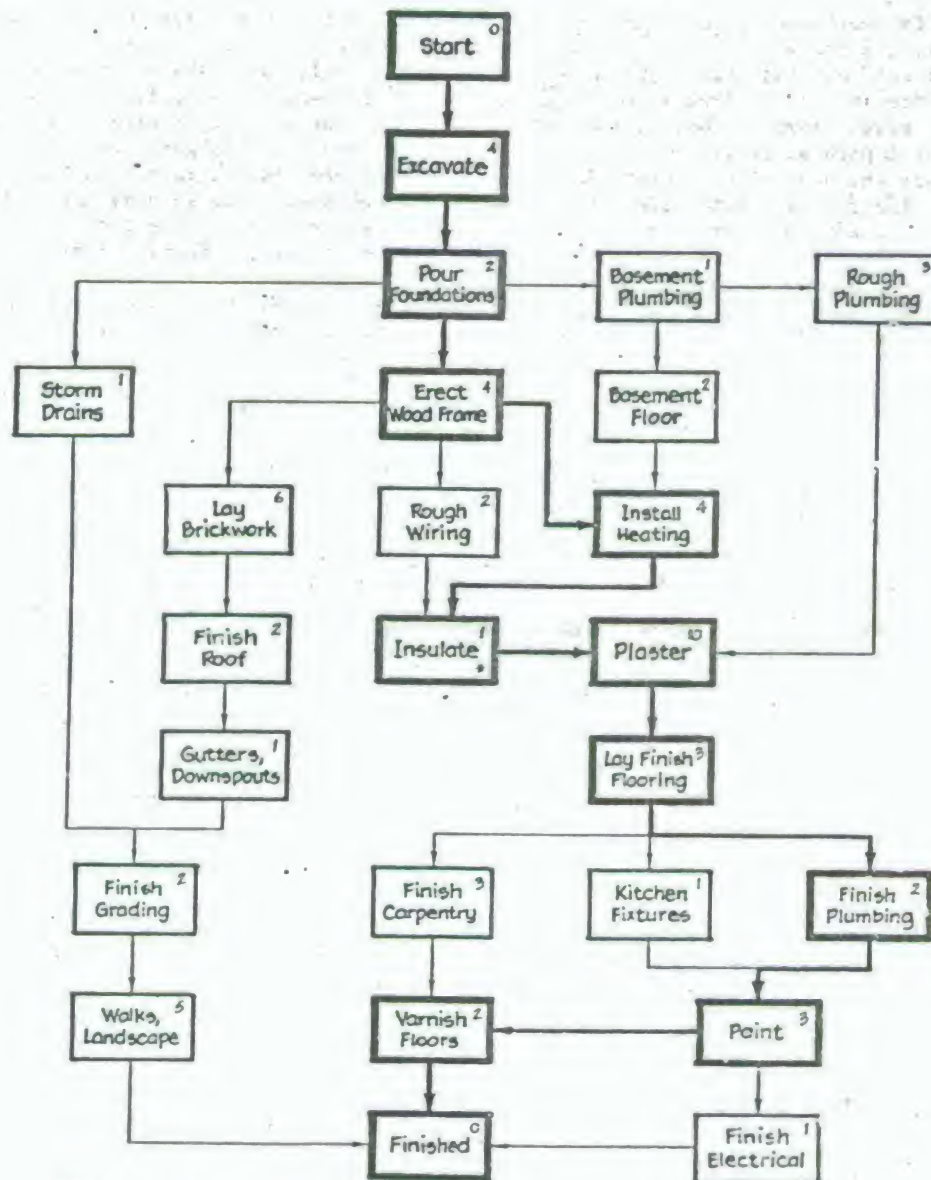 Start 0
Excavate 4
Pour 2
Foundations
Basement 1
Plumbing
Rough 3
Plumbing
Storm 1
Drains
Erect 4
Wood Frame
Basement 2
Floor
Lay 6
Brickwork
Rough 2
Wiring
Install 4
Heating
Finish 2
Roof
Insulate 1
Plaster 10
Gutters, 1
Downspouts
Lay Finish 3
Flooring
Finish 2
Grading
Finish 3
Carpentry
Kitchen 1
Fixtures
Finish 2
Plumbing
Walks, 5
Landscape
Varnish 2
Floors
Paint 3
Finished 0
Finish 1
Electrical